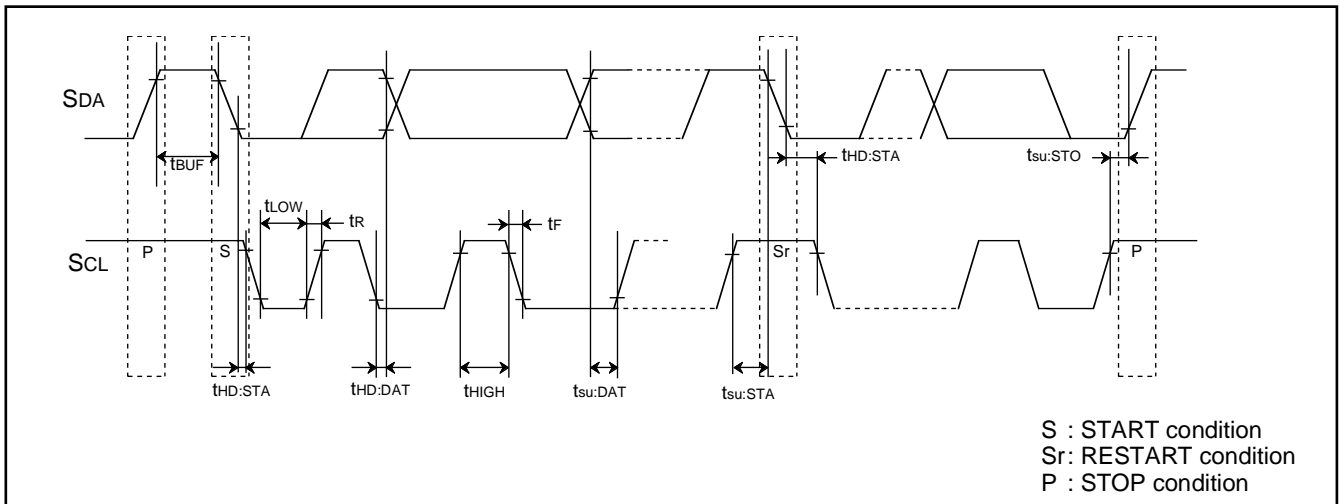 SDA
tBUF
tHD:STA
tsu:STO
tLOW
tR
tF
SCL
P
S
Sr
P
tHD:STA
tHD:DAT
tHIGH
tsu:DAT
tsu:STA
S : START condition
Sr: RESTART condition
P : STOP condition